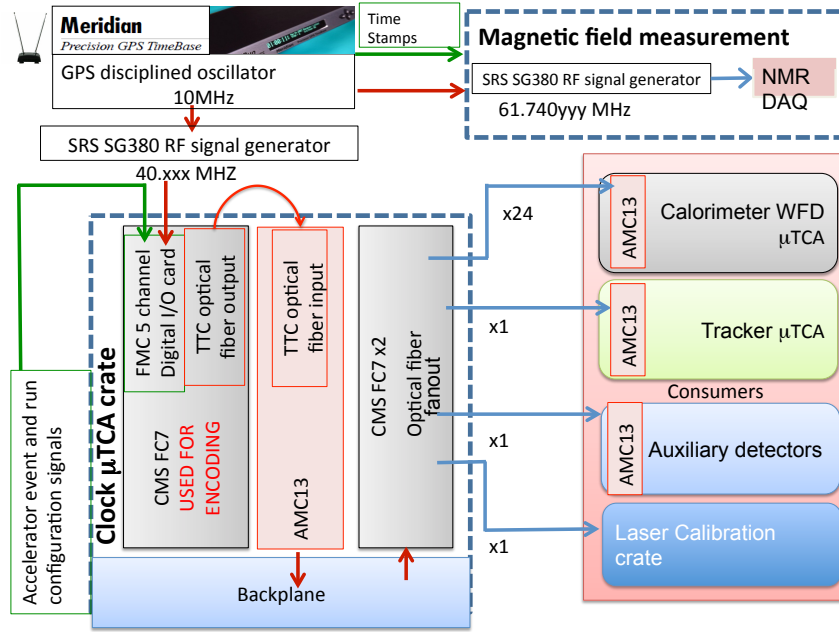 Meridian
Precision GPS TimeBase
GPS disciplined oscillator
10MHz
Time
Stamps
Magnetic field measurement
SRS SG380 RF signal generator
61.740yyy MHz
NMR
DAQ
SRS SG380 RF signal generator
40.xxx MHZ
Clock µTCA crate
FMC 5 channel
Digital I/O card
TTC optical
fiber output
CMS FC7
USED FOR
ENCODING
TTC optical
fiber input
AMC13
CMS FC7 x2
Optical fiber
fanout
Backplane
Accelerator event and run
configuration signals
x24
x1
x1
x1
AMC13
Calorimeter WFD
µTCA
AMC13
Tracker µTCA
Consumers
AMC13
Auxiliary detectors
Laser Calibration
crate